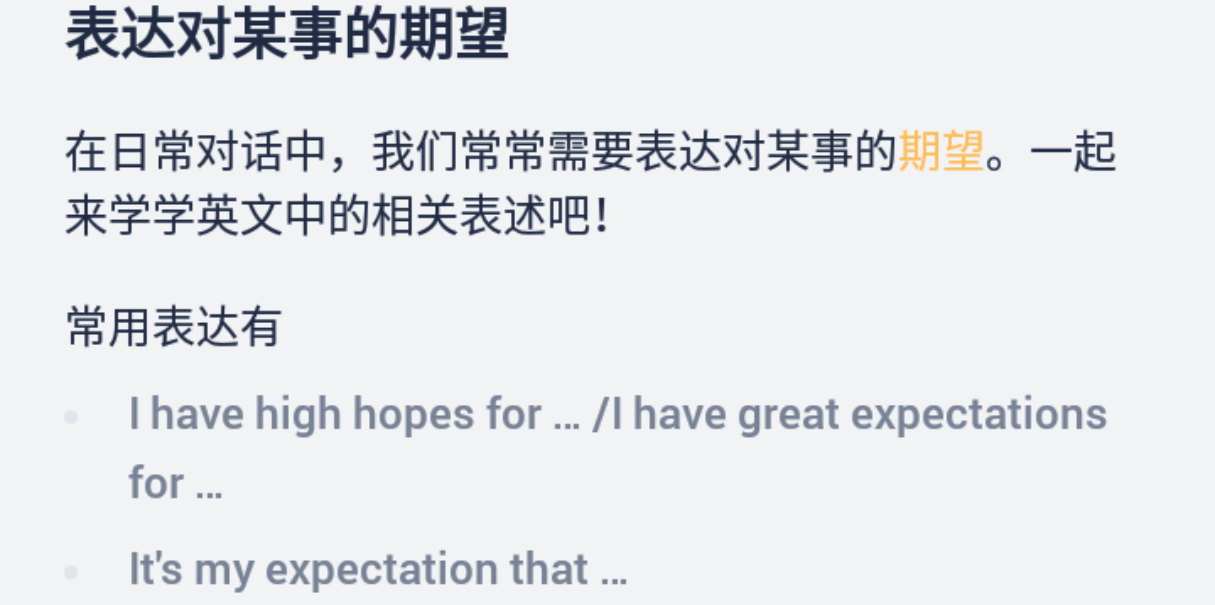 表达对某事的期望
在日常对话中，我们常常需要表达对某事的期望。一起
来学学英文中的相关表述吧！
常用表达有
I have high hopes for ... /I have great expectations
for ...
It's my expectation that ...